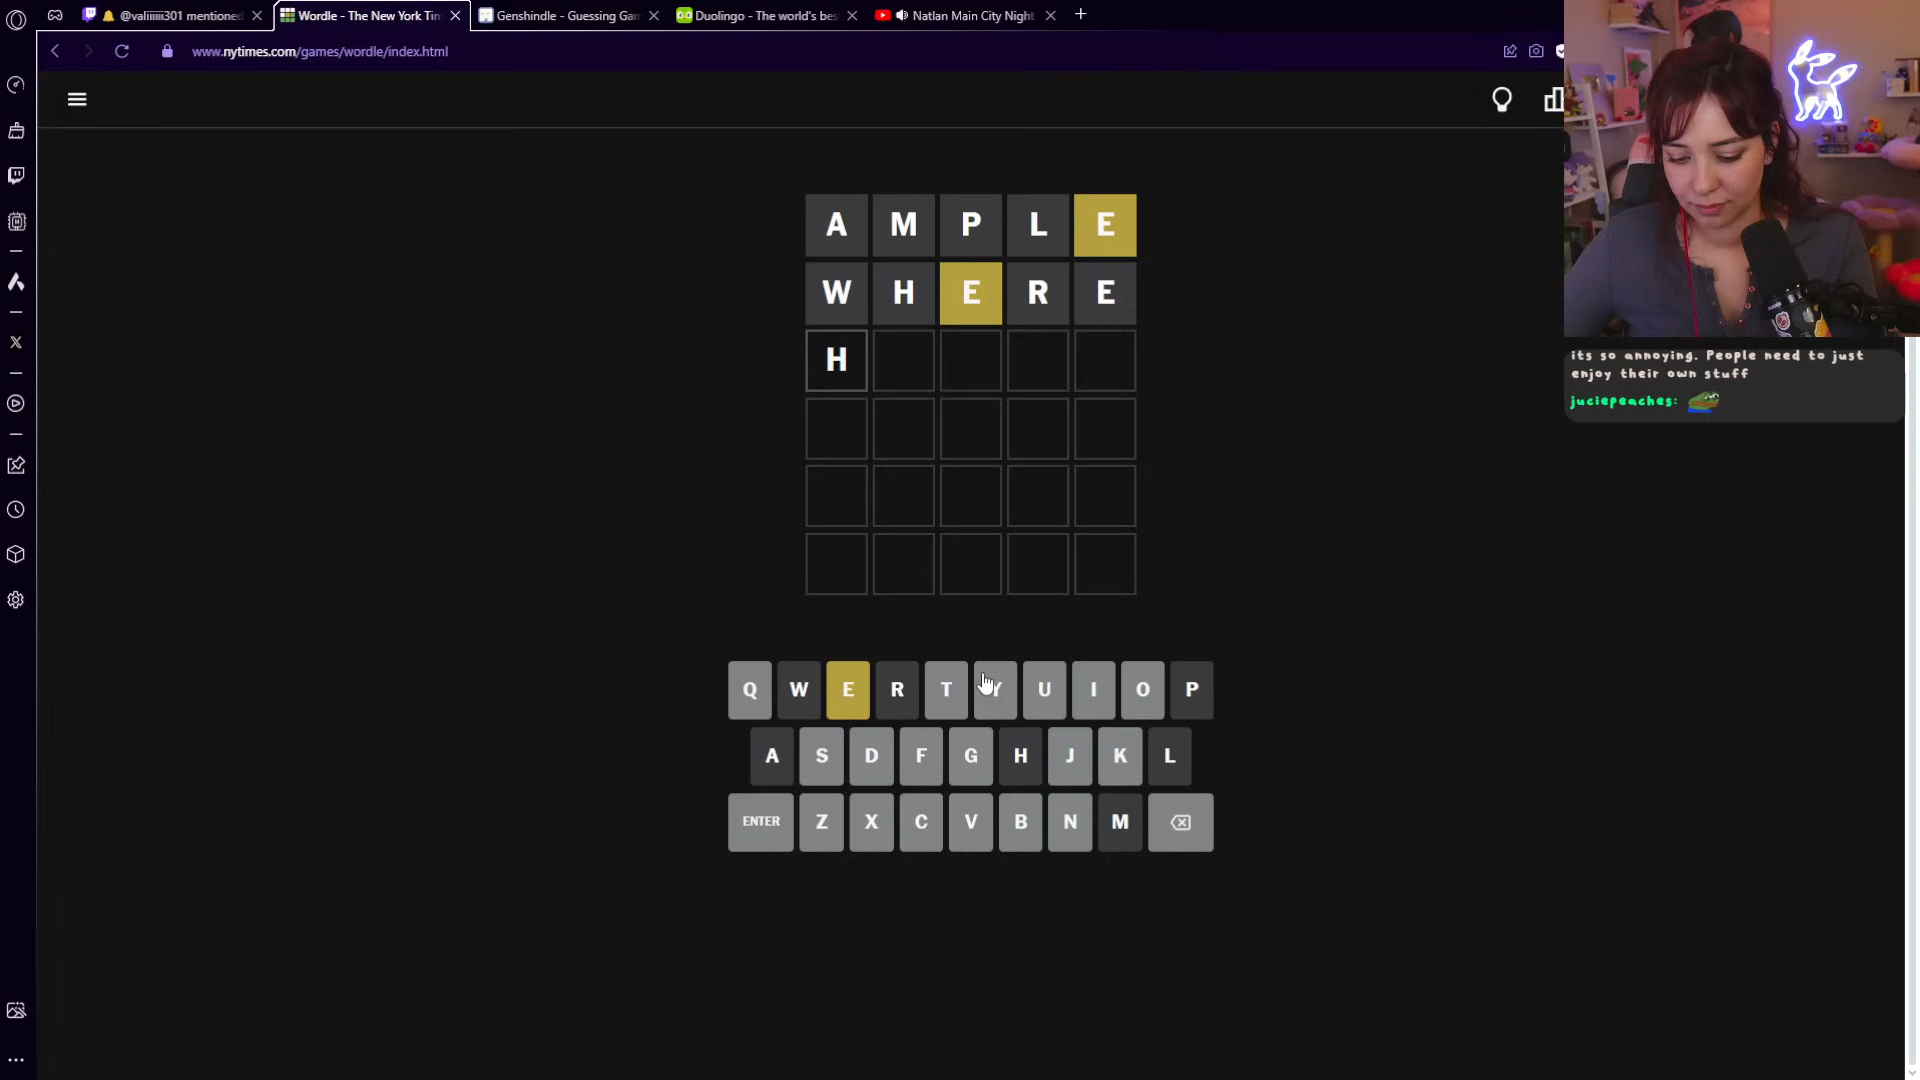 @valiiiiii301 mentioned
Wordle - The New York Tim
Genshindle - Guessing Gam
Duolingo - The world's bes
Natlan Main City Night
www.nytimes.com/games/wordle/index.html
A M P L E
W H E R E
H
Q W E R T Y U I O P
A S D F G H J K L
ENTER Z X C V B N M
its so annoying. People need to just
enjoy their own stuff
juciepeaches: